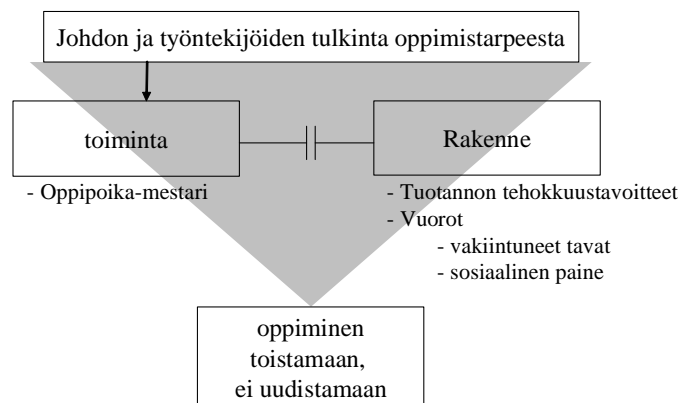 Johdon ja työntekijöiden tulkinta oppimistarpeesta
toiminta
Rakenne
- Oppipoika-mestari
- Tuotannon tehokkuustavoitteet
- Vuorot
- vakiintuneet tavat
- sosiaalinen paine
oppiminen
toistamaan,
ei uudistamaan